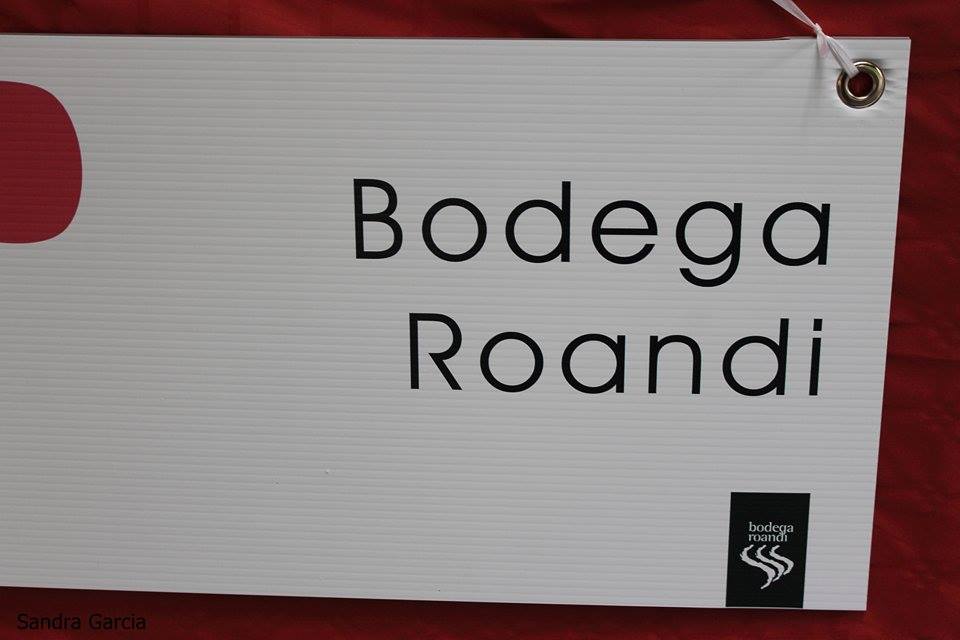 Bodega
Roandi
bodega
roandi
Sandra Garcia